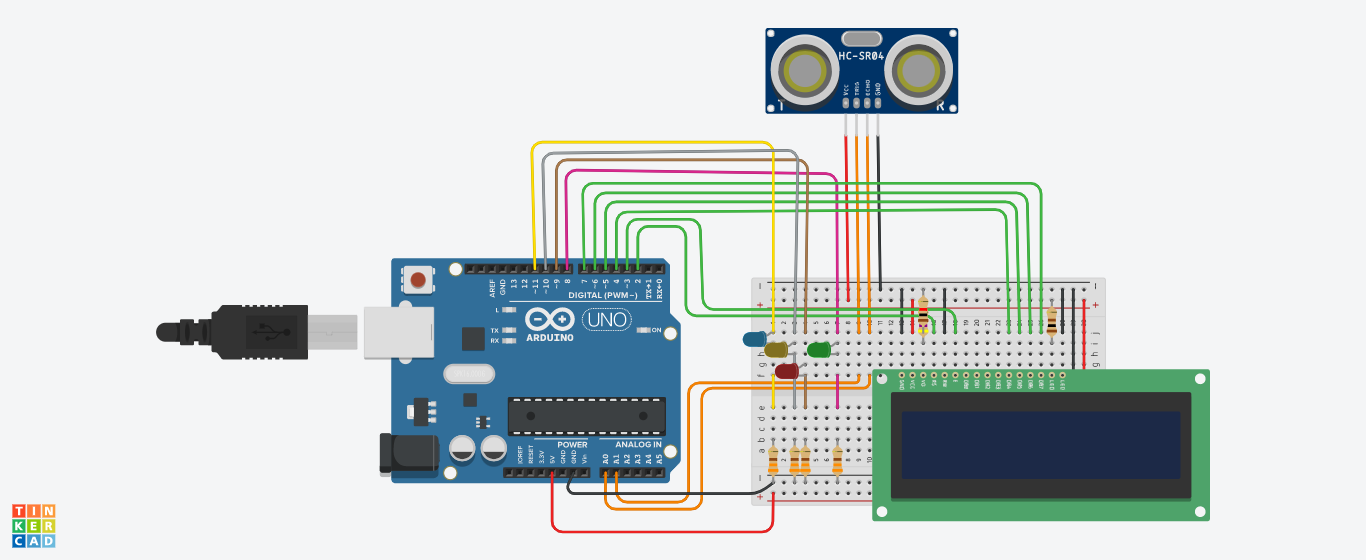 HC-SR04
VCC
TRIG
ECHO
GND
T
R
AREF
GND
13
12
~11
~10
~9
8
7
~6
~5
4
~3
2
TX→1
RX←0
DIGITAL (PWM~)
L
TX
RX
UNO
ON
ARDUINO
POWER
ANALOG IN
IOREF
RESET
3.3V
5V
GND
GND
Vin
A0
A1
A2
A3
A4
A5
j
i
h
g
f
e
d
c
b
a
TIN
KER
CAD